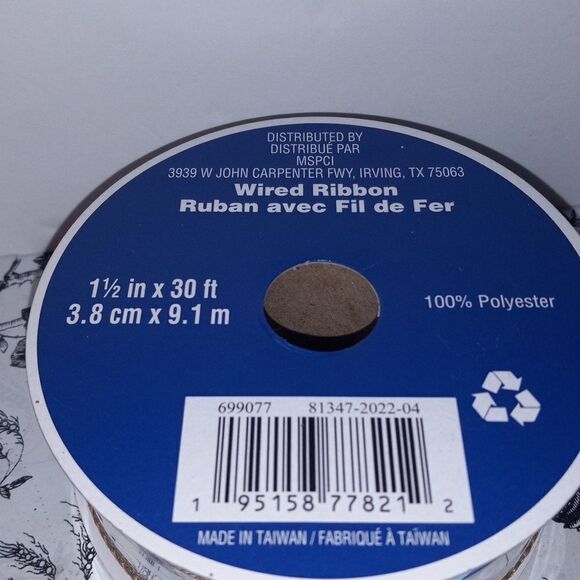 DISTRIBUTED BY
DISTRIBUÉ PAR
MSPCI
3939 W JOHN CARPENTER FWY, IRVING, TX 75063
Wired Ribbon
Ruban avec Fil de Fer
1½ in x 30 ft
3.8 cm x 9.1 m
100% Polyester
699077 81347-2022-04
1 95158 77821 2
MADE IN TAIWAN / FABRIQUÉ À TAÏWAN